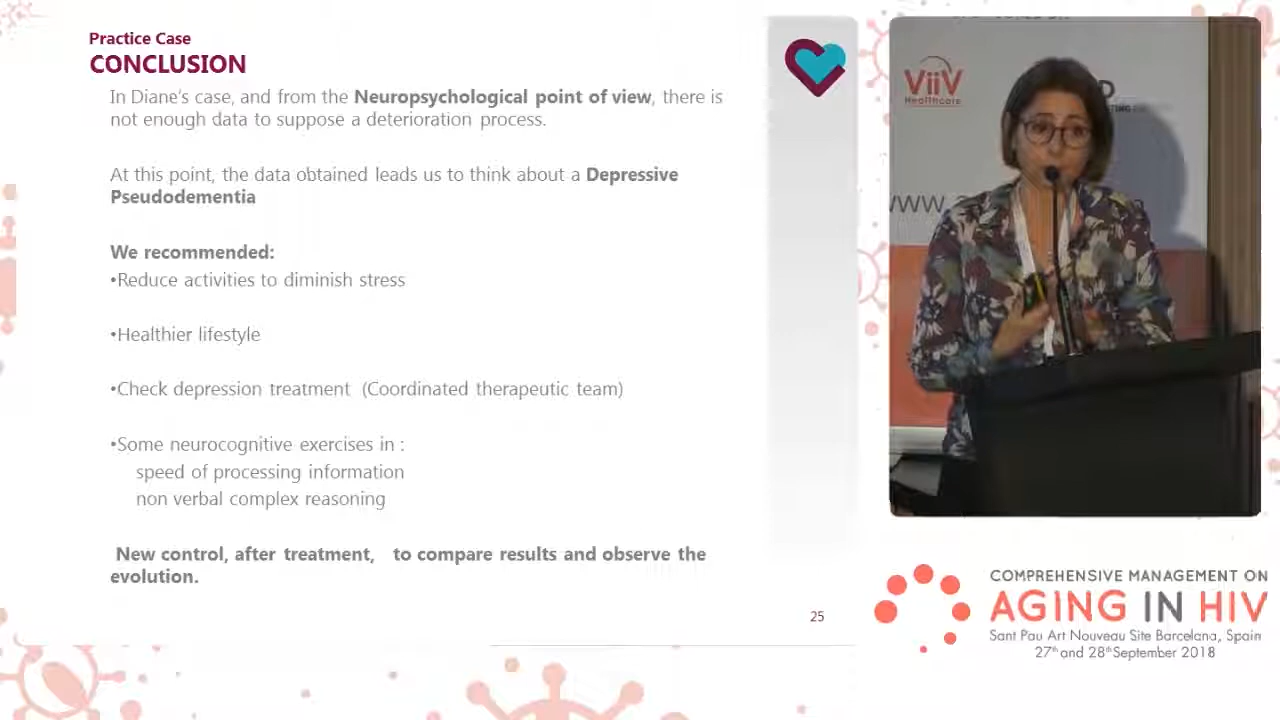 Practice Case
CONCLUSION
In Diane's case, and from the Neuropsychological point of view, there is
not enough data to suppose a deterioration process.
At this point, the data obtained leads us to think about a Depressive
Pseudodementia
We recommended:
•Reduce activities to diminish stress
•Healthier lifestyle
•Check depression treatment (Coordinated therapeutic team)
•Some neurocognitive exercises in :
speed of processing information
non verbal complex reasoning
New control, after treatment, to compare results and observe the
evolution.
25
ViiV
Healthcare
D
www.
COMPREHENSIVE MANAGEMENT ON
AGING IN HIV
Sant Pau Art Nouveau Site Barcelona, Spain
27th and 28th September 2018